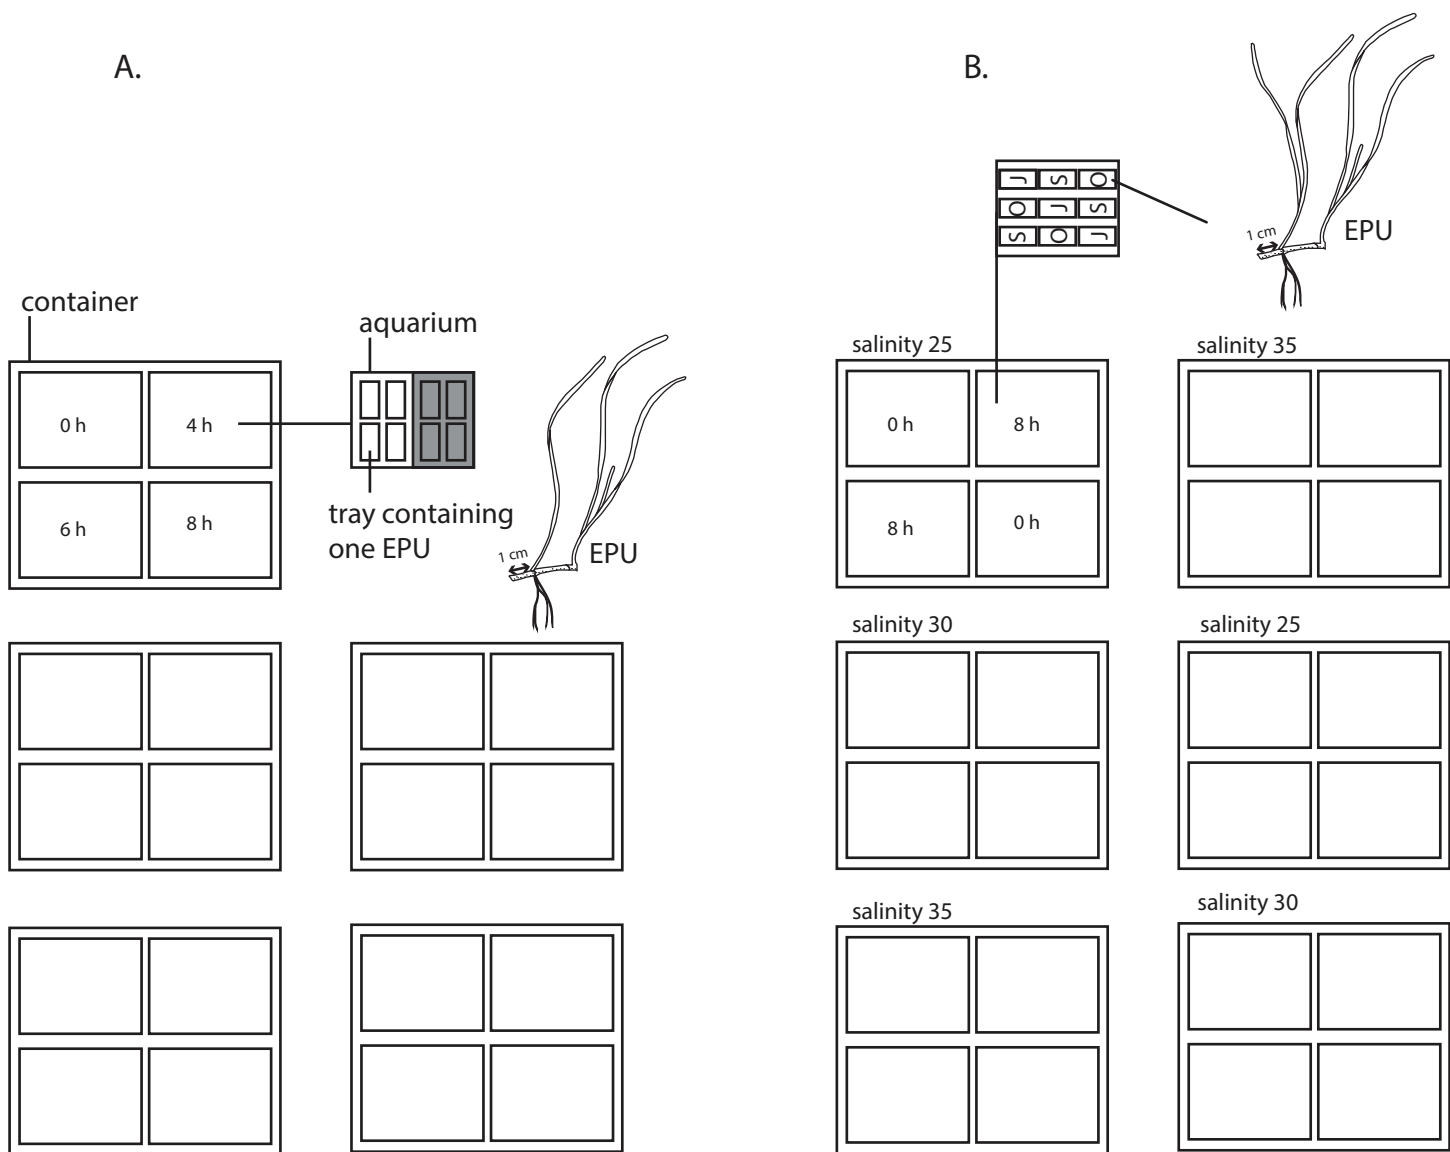 A.
container
aquarium
0 h
4 h
6 h
8 h
tray containing
one EPU
1 cm
EPU
B.
J S O
O J S
S O J
1 cm
EPU
salinity 25
salinity 35
0 h
8 h
8 h
0 h
salinity 30
salinity 25
salinity 35
salinity 30